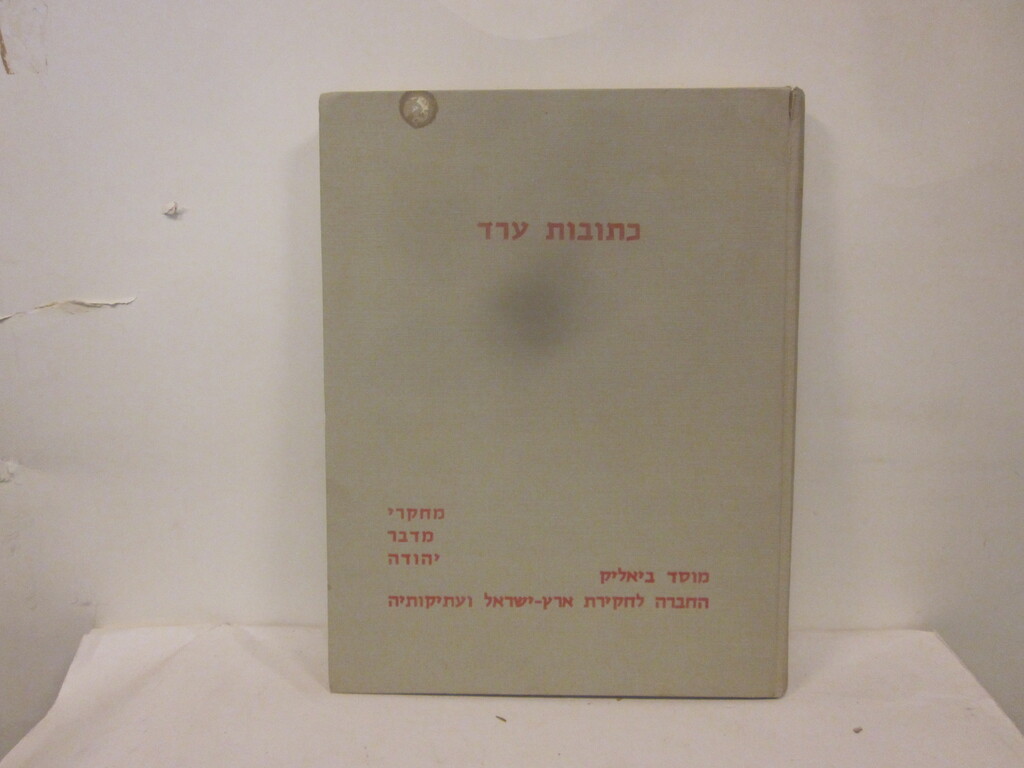 כתובות ערד
מחקרי
מדבר
יהודה
מוסד ביאליק
החברה לחקירת ארץ-ישראל ועתיקותיה